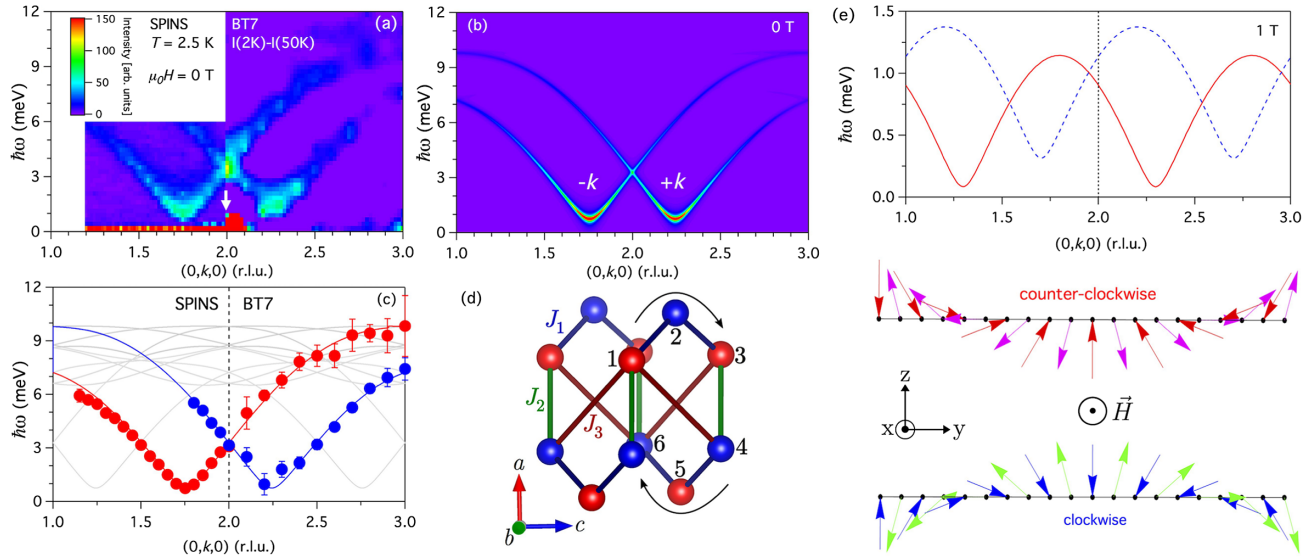 150
100
50
0
Intensity [arb. units]
SPINS
T = 2.5 K
μ₀H = 0 T
BT7
I(2K)-I(50K)
(a)
12
9
6
3
0
ħω (meV)
1.0 1.5 2.0 2.5 3.0
(0,k,0) (r.l.u.)
(b)
0 T
12
9
6
3
0
ħω (meV)
-k
+k
1.0 1.5 2.0 2.5 3.0
(0,k,0) (r.l.u.)
SPINS BT7
(c)
12
9
6
3
0
ħω (meV)
1.0 1.5 2.0 2.5 3.0
(0,k,0) (r.l.u.)
(d)
J₁
J₂
J₃
1
2
3
4
5
6
a
b
c
(e)
1 T
1.5
1.0
0.5
0.0
ħω (meV)
1.0 1.5 2.0 2.5 3.0
(0,k,0) (r.l.u.)
counter-clockwise
z
x
y
H⃗
clockwise